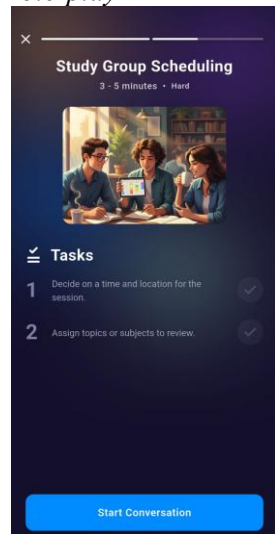 Study Group Scheduling
3 - 5 minutes • Hard
Tasks
1 Decide on a time and location for the
session.
2 Assign topics or subjects to review.
Start Conversation